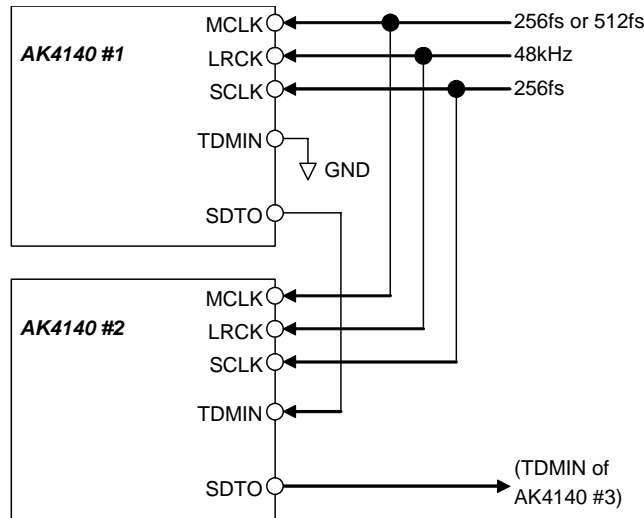 MCLK
256fs or 512fs
AK4140 #1
LRCK
48kHz
SCLK
256fs
TDMIN
GND
SDTO
MCLK
AK4140 #2
LRCK
SCLK
TDMIN
(TDMIN of
SDTO
AK4140 #3)